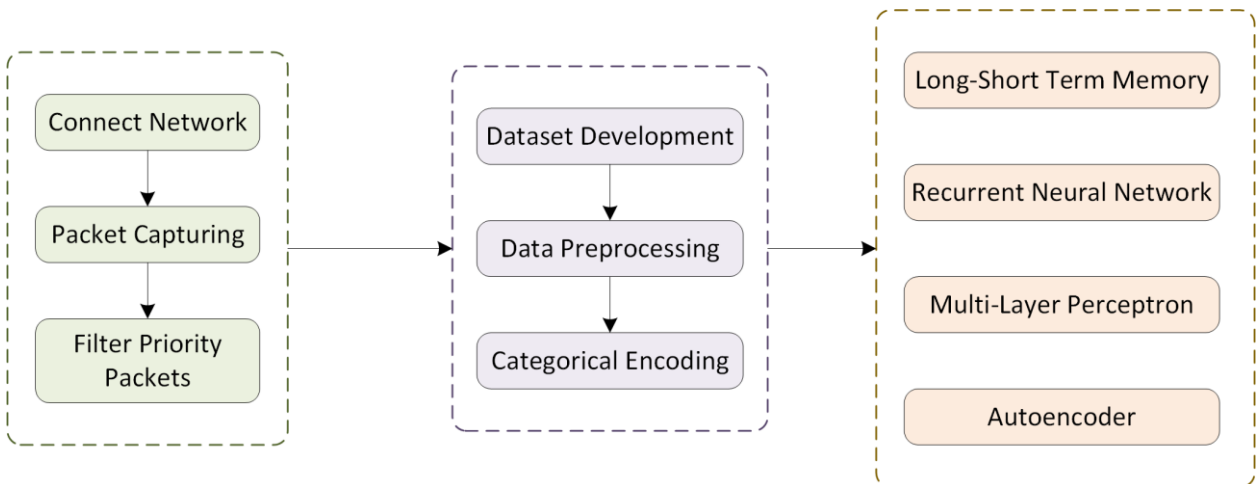 Connect Network
Packet Capturing
Filter Priority
Packets
Dataset Development
Data Preprocessing
Categorical Encoding
Long-Short Term Memory
Recurrent Neural Network
Multi-Layer Perceptron
Autoencoder